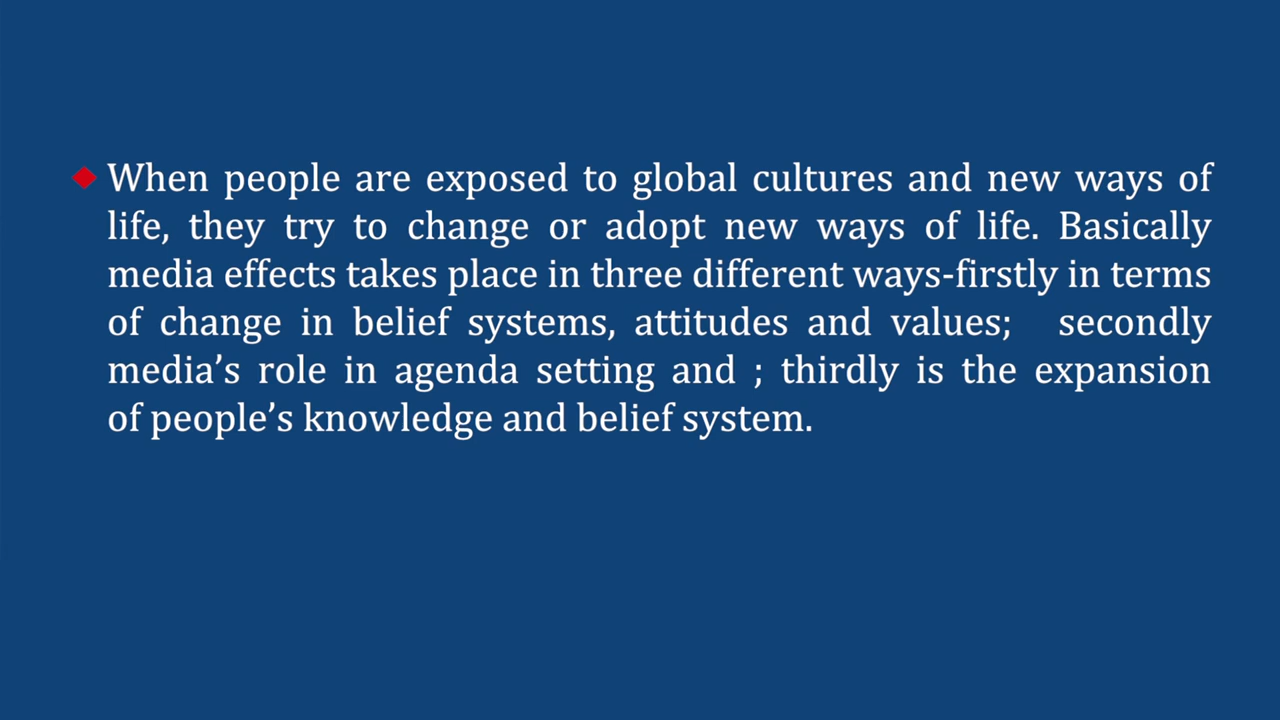 When people are exposed to global cultures and new ways of
life, they try to change or adopt new ways of life. Basically
media effects takes place in three different ways-firstly in terms
of change in belief systems, attitudes and values; secondly
media’s role in agenda setting and ; thirdly is the expansion
of people’s knowledge and belief system.